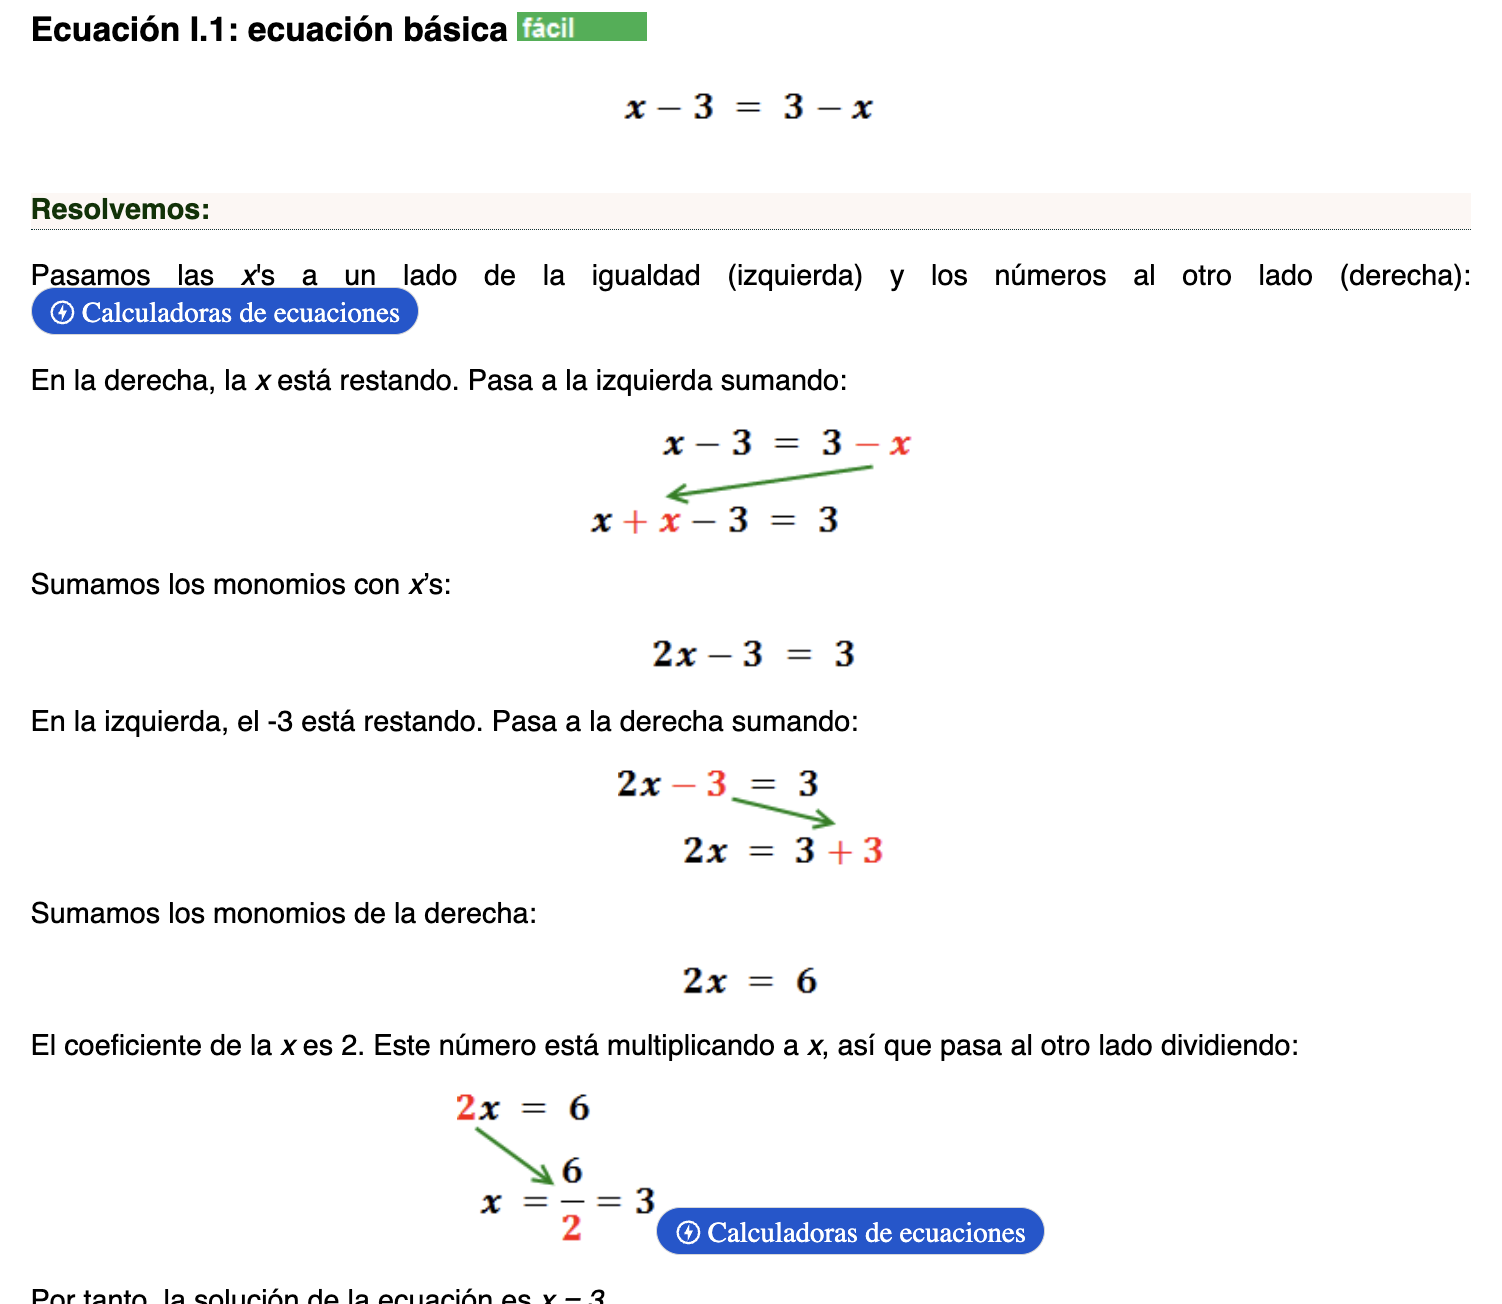 Ecuación I.1: ecuación básica fácil
x − 3 = 3 − x
Resolvemos:
Pasamos las x's a un lado de la igualdad (izquierda) y los números al otro lado (derecha):
Calculadoras de ecuaciones
En la derecha, la x está restando. Pasa a la izquierda sumando:
x − 3 = 3 − x
x + x − 3 = 3
Sumamos los monomios con x's:
2x − 3 = 3
En la izquierda, el -3 está restando. Pasa a la derecha sumando:
2x − 3 = 3
2x = 3 + 3
Sumamos los monomios de la derecha:
2x = 6
El coeficiente de la x es 2. Este número está multiplicando a x, así que pasa al otro lado dividiendo:
2x = 6
x = 6/2 = 3
Calculadoras de ecuaciones
Por tanto, la solución de la ecuación es x = 3